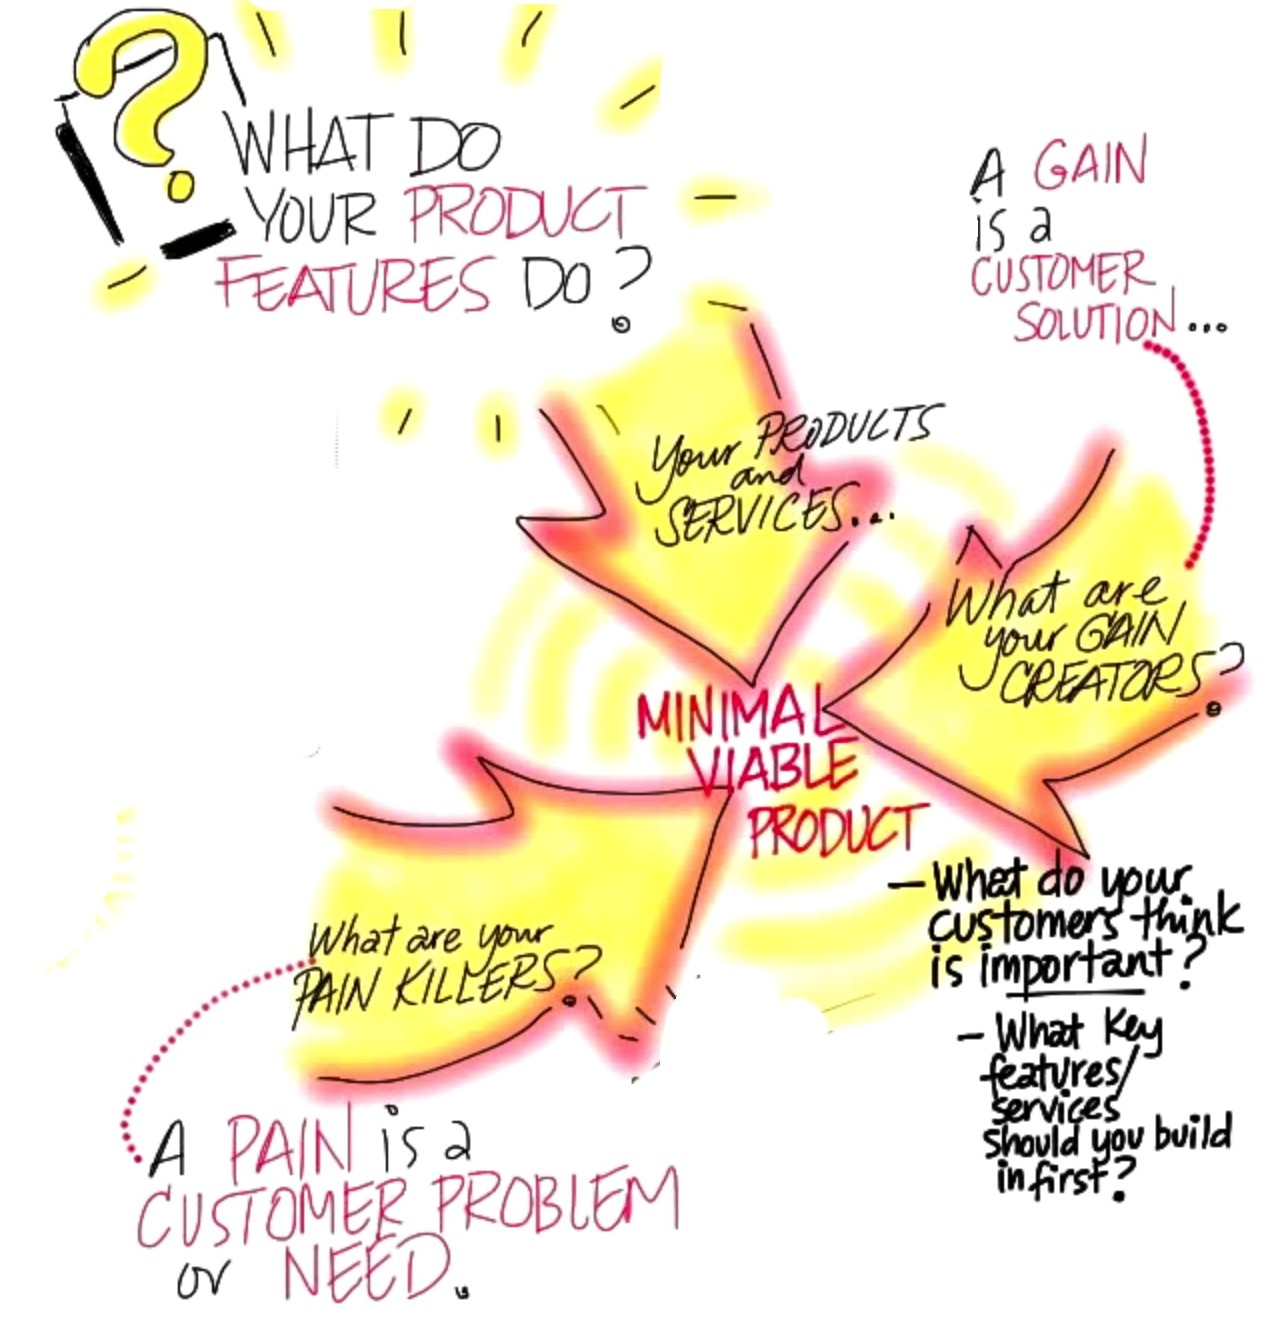 WHAT DO
YOUR PRODUCT
FEATURES DO?
A GAIN
is a
CUSTOMER
SOLUTION...
Your PRODUCTS
and
SERVICES...
What are
your GAIN
CREATORS?
MINIMAL
VIABLE
PRODUCT
- What do your
customers think
is important?
- What Key
features/
services
should you build
in first?
What are your
PAIN KILLERS?
A PAIN is a
CUSTOMER PROBLEM
or NEED.